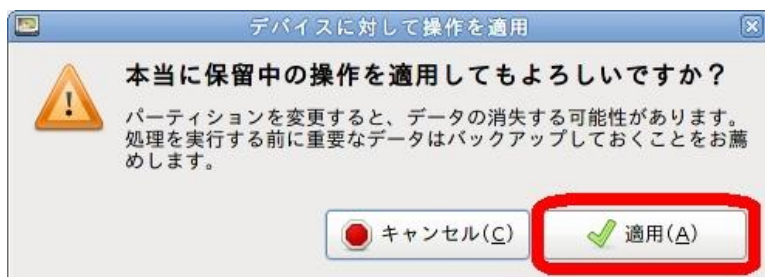 デバイスに対して操作を適用
本当に保留中の操作を適用してもよろしいですか？
パーティションを変更すると、データの消失する可能性があります。
処理を実行する前に重要なデータはバックアップしておくことをお薦
めします。
キャンセル(C) 適用(A)